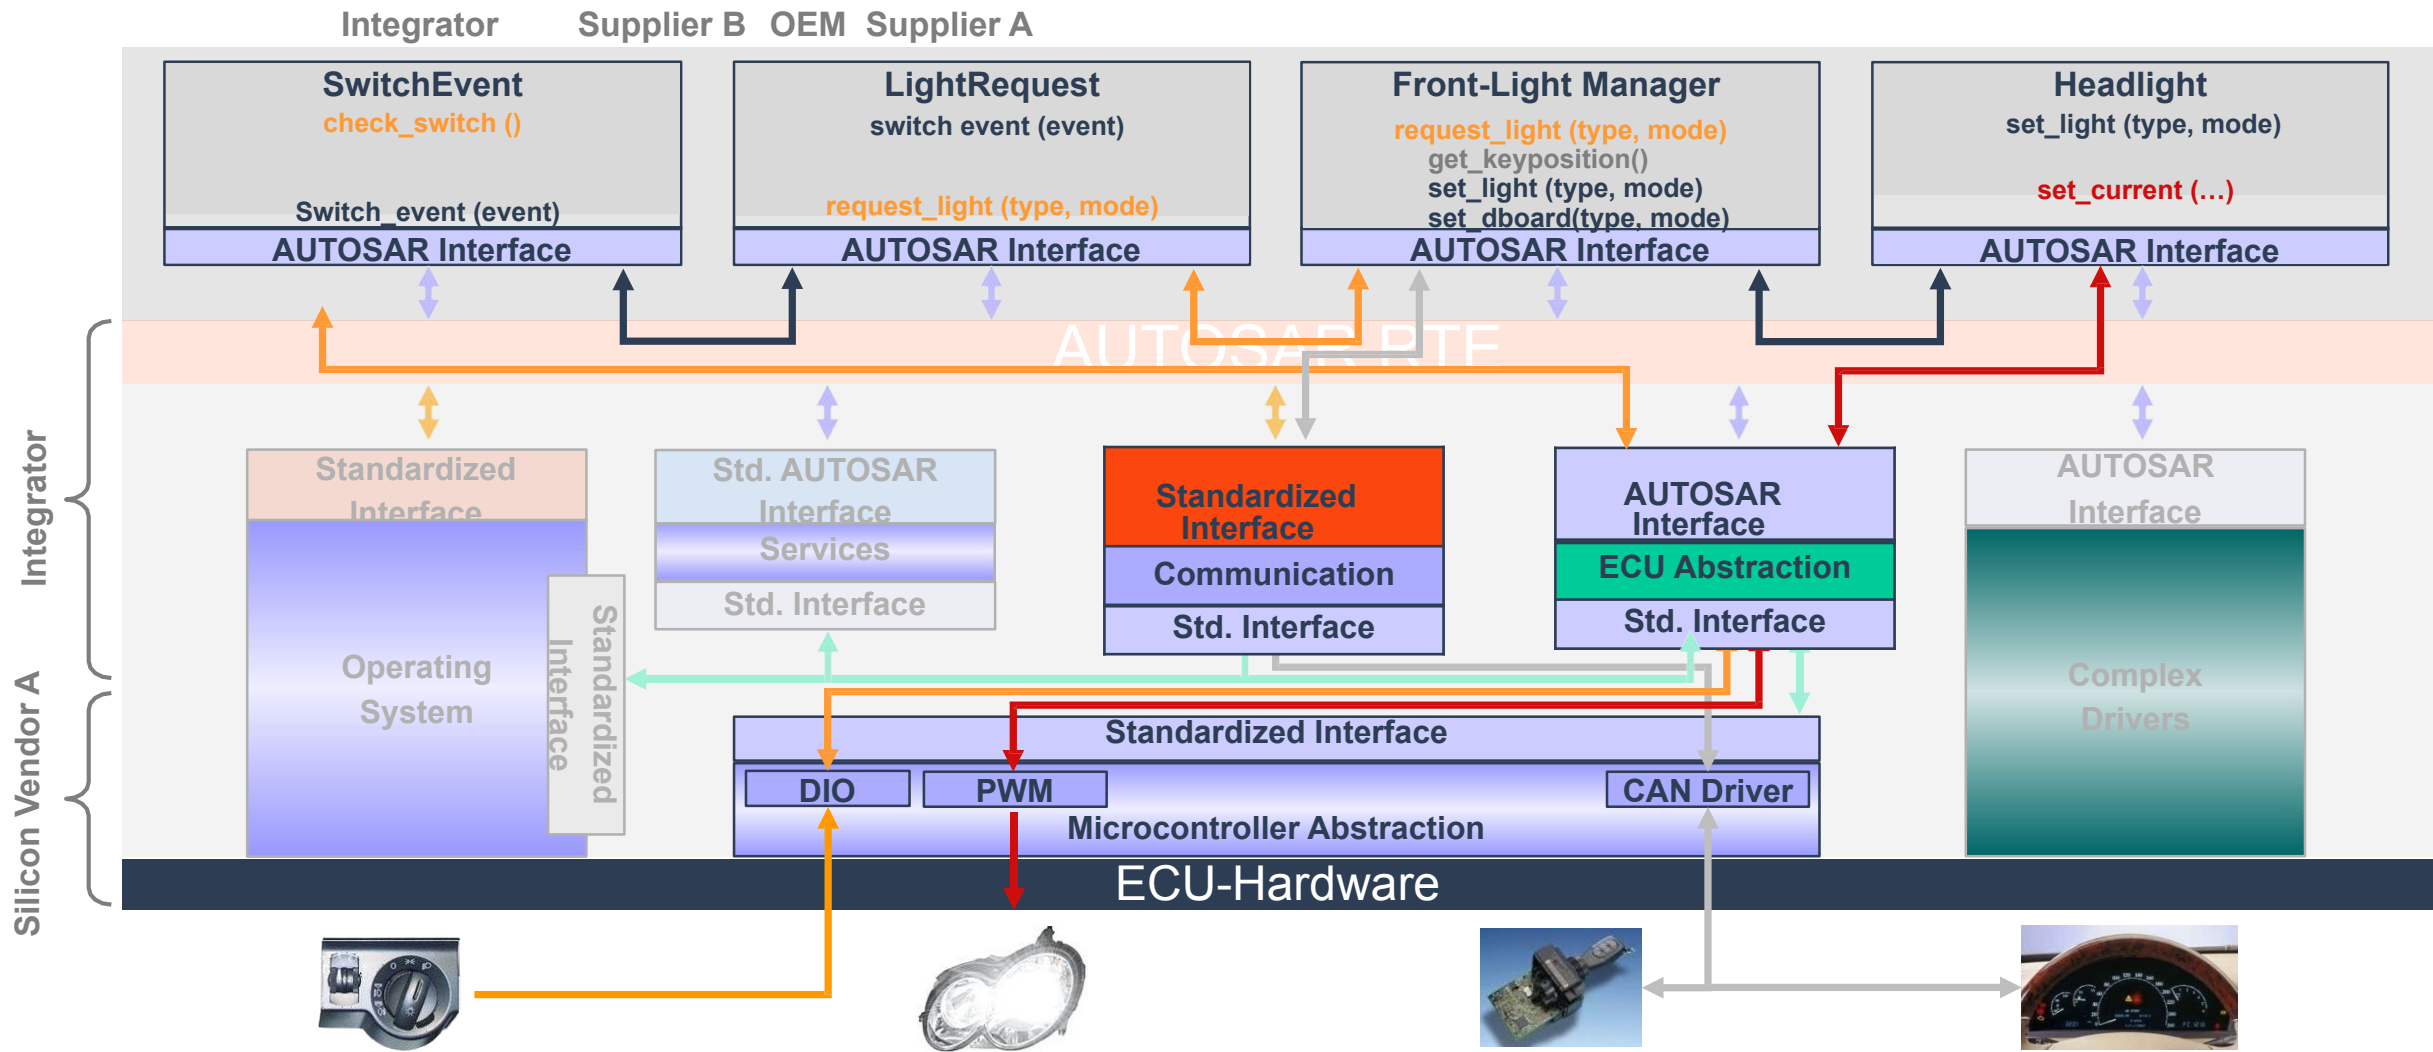 Integrator Supplier B OEM Supplier A
SwitchEvent
check_switch ()
Switch_event (event)
AUTOSAR Interface
LightRequest
switch event (event)
request_light (type, mode)
AUTOSAR Interface
Front-Light Manager
request_light (type, mode)
get_keyposition()
set_light (type, mode)
set_dboard(type, mode)
AUTOSAR Interface
Headlight
set_light (type, mode)
set_current (…)
AUTOSAR Interface
AUTOSAR RTE
Integrator
Silicon Vendor A
Standardized
Interface
Operating
System
Standardized
Interface
Std. AUTOSAR
Interface
Services
Std. Interface
Standardized
Interface
Communication
Std. Interface
AUTOSAR
Interface
ECU Abstraction
Std. Interface
AUTOSAR
Interface
Complex
Drivers
Standardized Interface
DIO
PWM
CAN Driver
Microcontroller Abstraction
ECU-Hardware